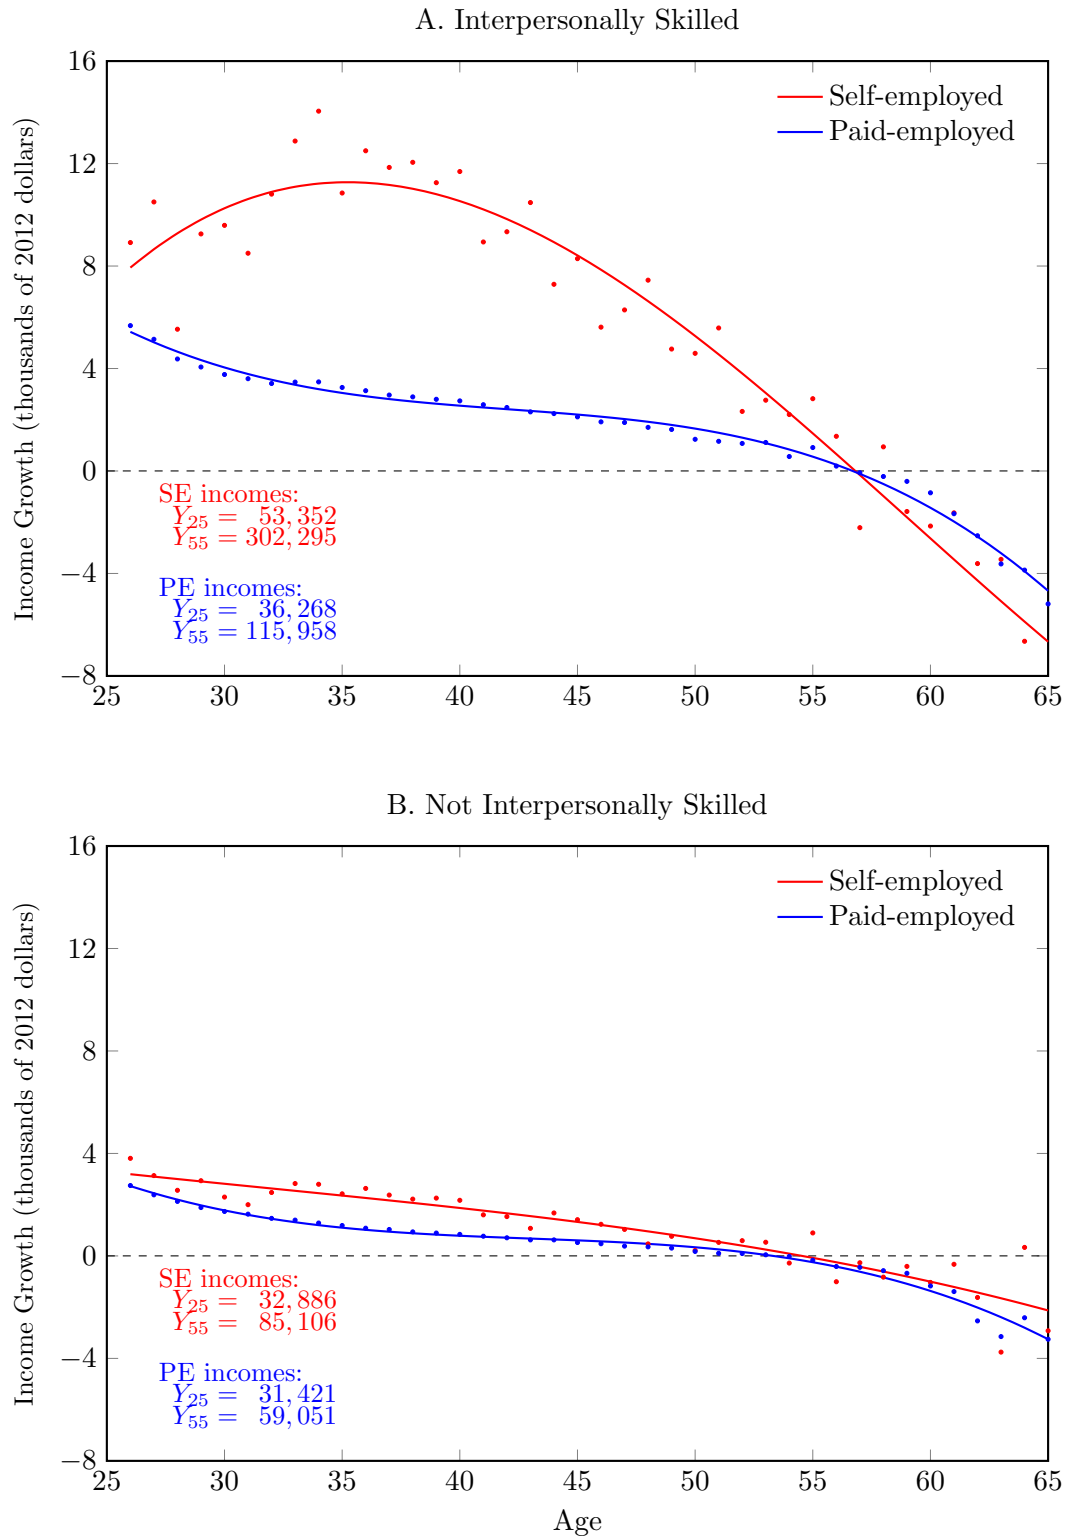 A. Interpersonally Skilled
16
Self-employed
Paid-employed
12
8
4
0
−4
−8
Income Growth (thousands of 2012 dollars)
SE incomes:
Y25 = 53,352
Y55 = 302,295
PE incomes:
Y25 = 36,268
Y55 = 115,958
25 30 35 40 45 50 55 60 65
B. Not Interpersonally Skilled
16
Self-employed
Paid-employed
12
8
4
0
−4
−8
Income Growth (thousands of 2012 dollars)
SE incomes:
Y25 = 32,886
Y55 = 85,106
PE incomes:
Y25 = 31,421
Y55 = 59,051
25 30 35 40 45 50 55 60 65
Age